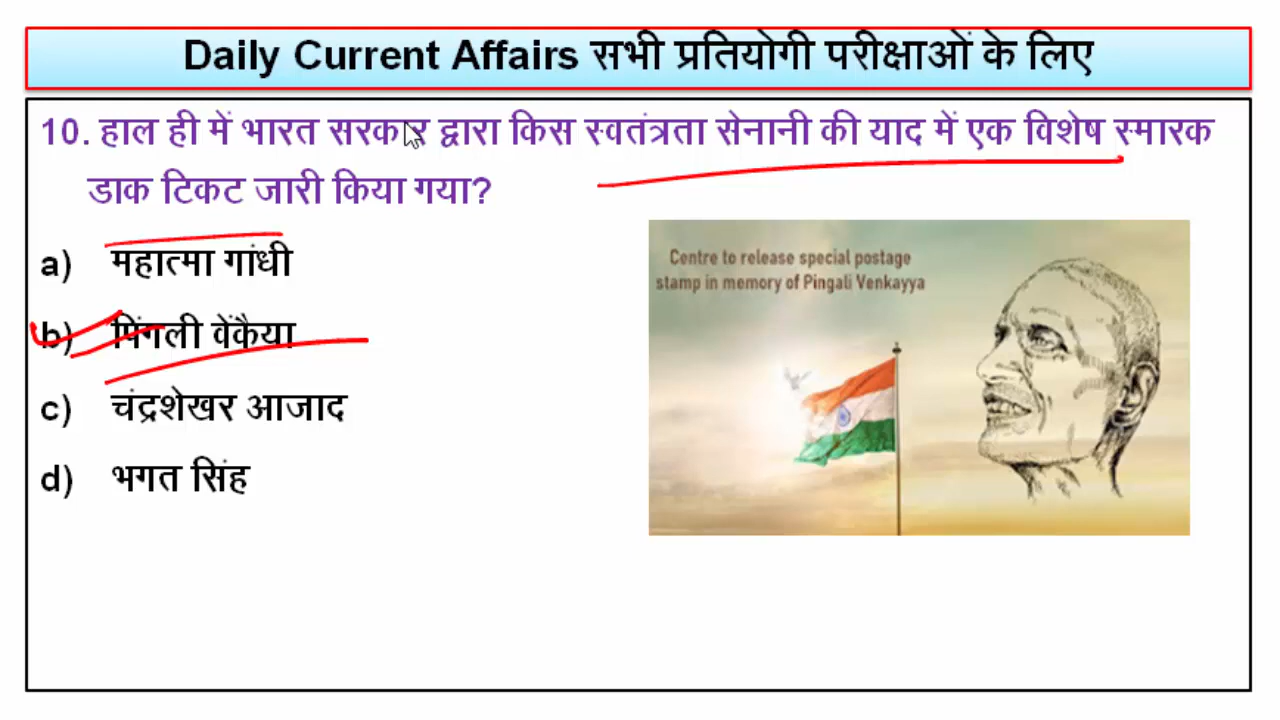 Daily Current Affairs सभी प्रतियोगी परीक्षाओं के लिए
10. हाल ही में भारत सरकार द्वारा किस स्वतंत्रता सेनानी की याद में एक विशेष स्मारक
डाक टिकट जारी किया गया?
a) महात्मा गांधी
b) पिंगली वेंकैया
c) चंद्रशेखर आजाद
d) भगत सिंह
Centre to release special postage
stamp in memory of Pingali Venkayya